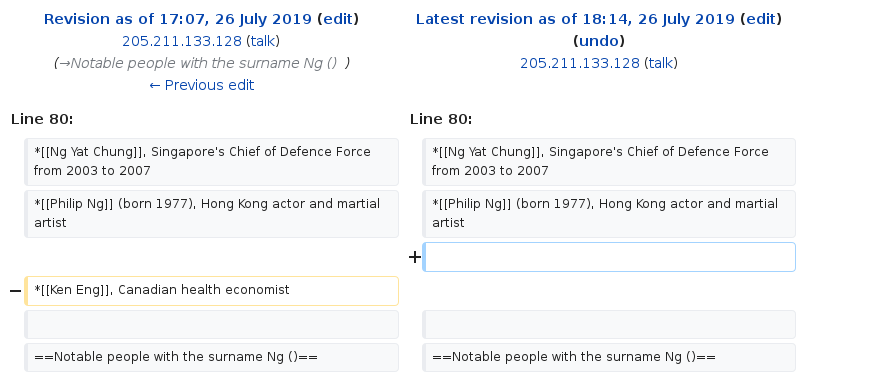 Revision as of 17:07, 26 July 2019 (edit)
205.211.133.128 (talk)
(→Notable people with the surname Ng () )
← Previous edit
Latest revision as of 18:14, 26 July 2019 (edit)
(undo)
205.211.133.128 (talk)
Line 80:
Line 80:
*[[Ng Yat Chung]], Singapore's Chief of Defence Force
from 2003 to 2007
*[[Ng Yat Chung]], Singapore's Chief of Defence Force
from 2003 to 2007
*[[Philip Ng]] (born 1977), Hong Kong actor and martial
artist
*[[Philip Ng]] (born 1977), Hong Kong actor and martial
artist
+
− *[[Ken Eng]], Canadian health economist
==Notable people with the surname Ng ()==
==Notable people with the surname Ng ()==